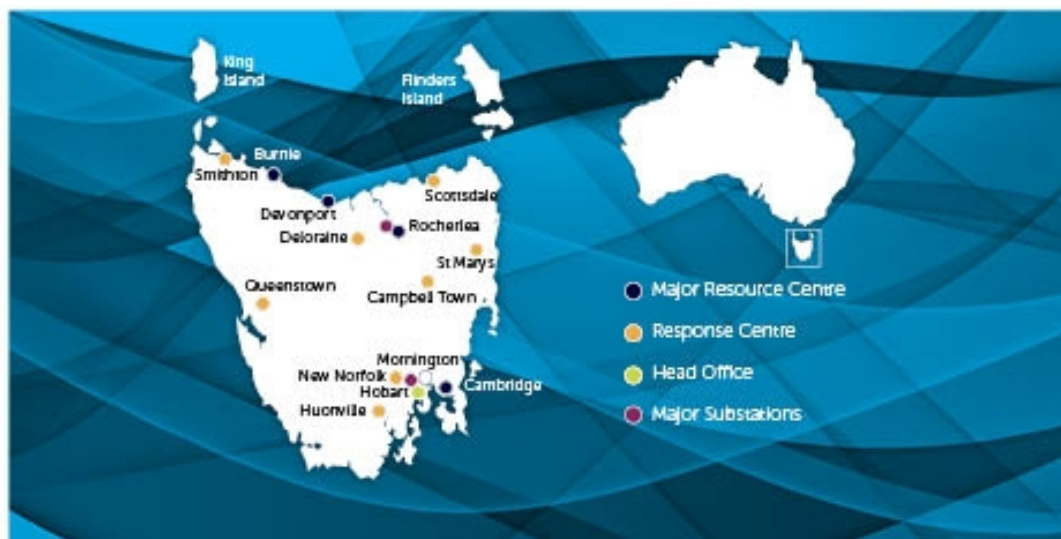 King
Island
Flinders
Island
Burnie
Smithton
Scottsdale
Devonport
Rocherlea
Deloraine
St Marys
Queenstown
Campbell Town
Mornington
New Norfolk
Cambridge
Hobart
Huonville
Major Resource Centre
Response Centre
Head Office
Major Substations